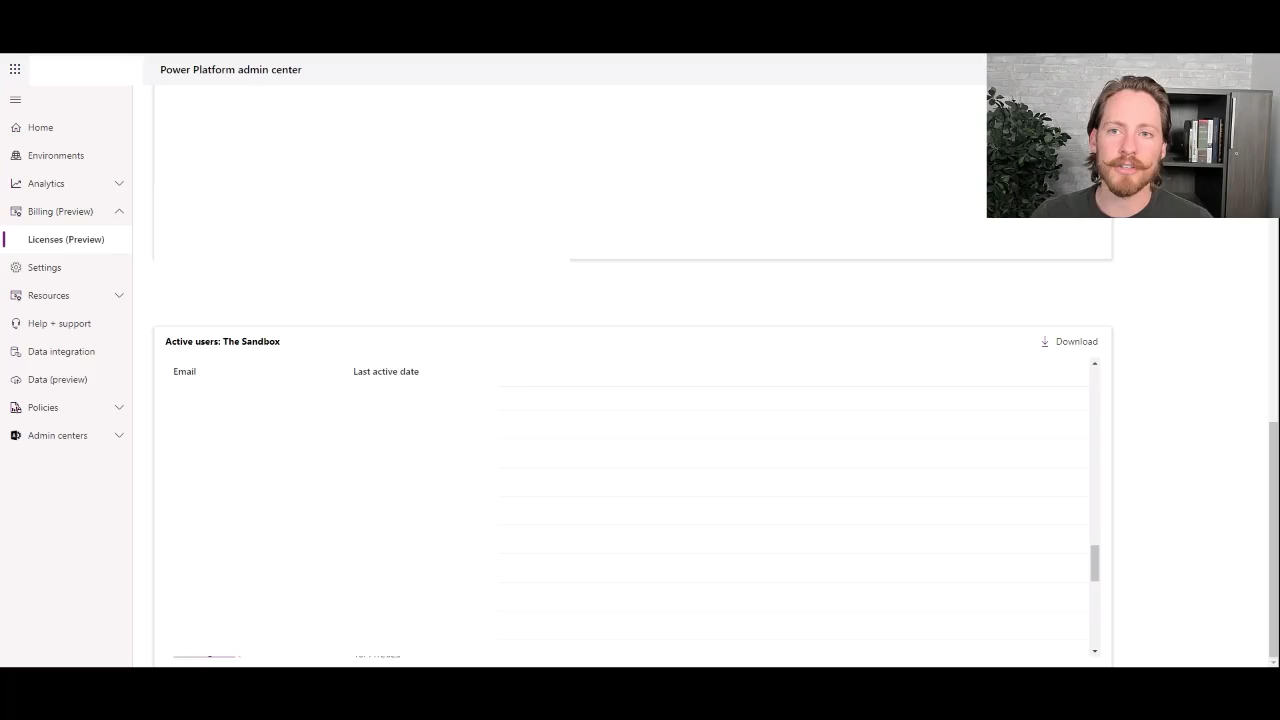 Power Platform admin center
Home
Environments
Analytics
Billing (Preview)
Licenses (Preview)
Settings
Resources
Help + support
Data integration
Data (preview)
Policies
Admin centers
Active users: The Sandbox
Download
Email
Last active date